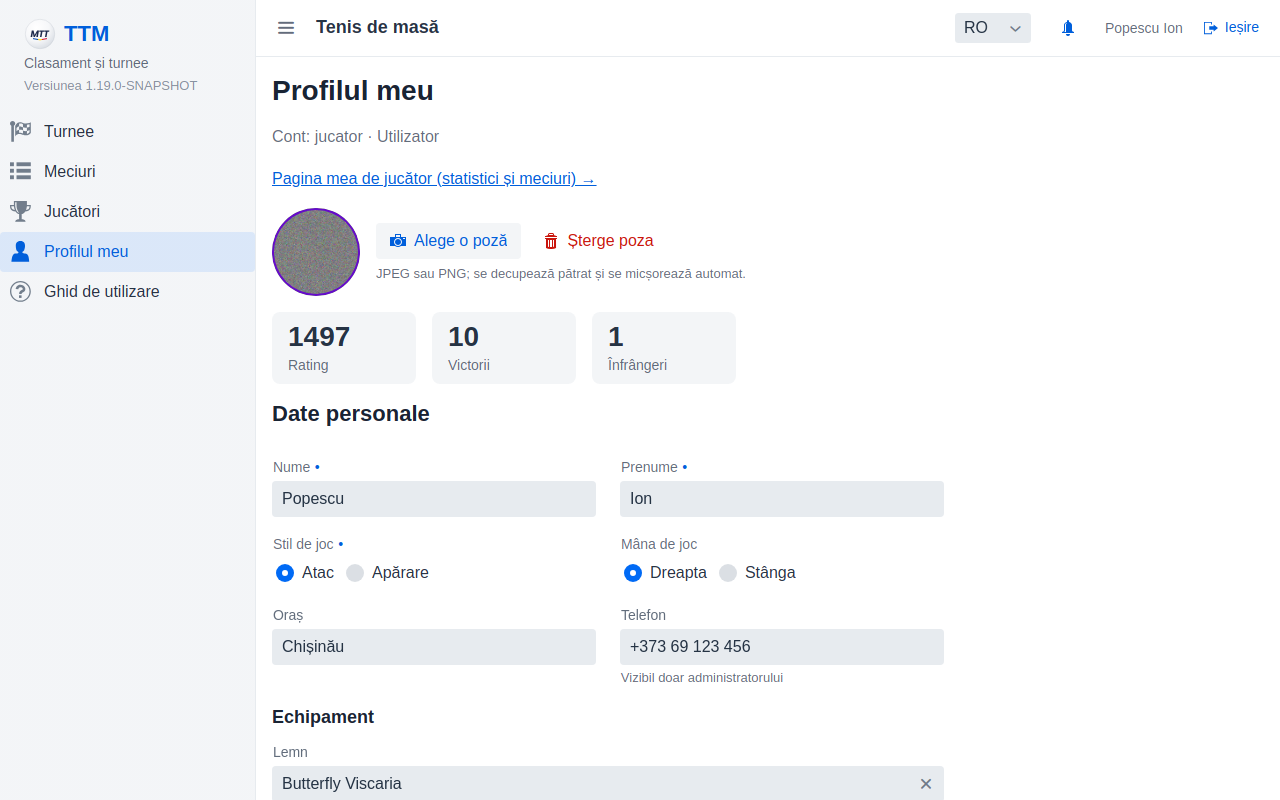 MTT
TTM
Clasament și turnee
Versiunea 1.19.0-SNAPSHOT
Turnee
Meciuri
Jucători
Profilul meu
Ghid de utilizare
Tenis de masă
RO
Popescu Ion
Ieșire
Profilul meu
Cont: jucator · Utilizator
Pagina mea de jucător (statistici și meciuri) →
Alege o poză
Șterge poza
JPEG sau PNG; se decupează pătrat și se micșorează automat.
1497
Rating
10
Victorii
1
Înfrângeri
Date personale
Nume •
Prenume •
Popescu
Ion
Stil de joc •
Mâna de joc
Atac
Apărare
Dreapta
Stânga
Oraș
Telefon
Chișinău
+373 69 123 456
Vizibil doar administratorului
Echipament
Lemn
Butterfly Viscaria